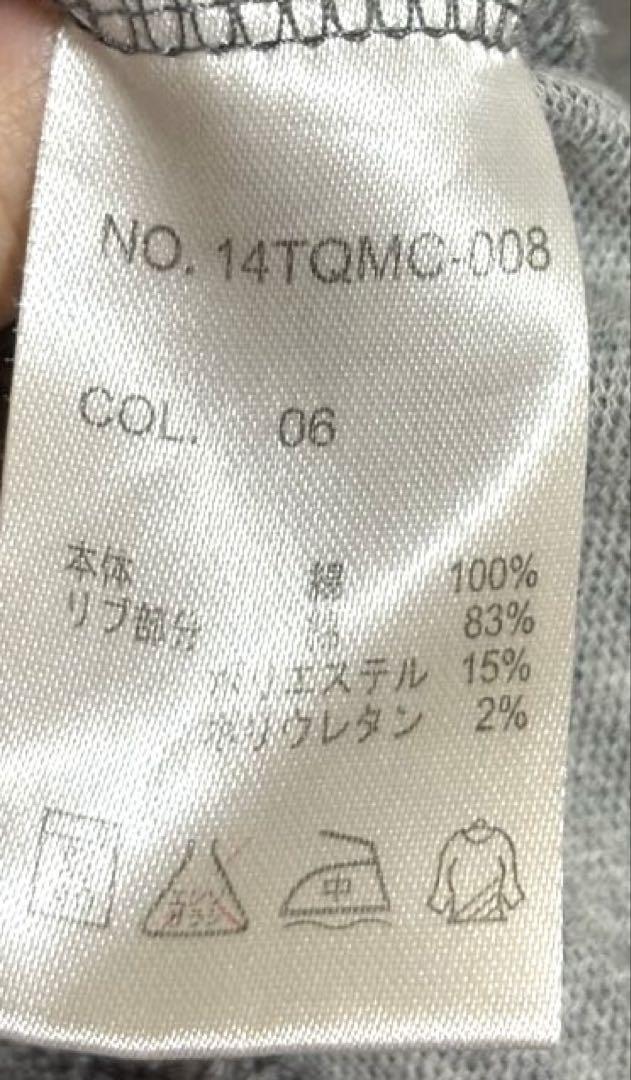 NO. 14TQMC-008
COL. 06
本体 綿 100%
リブ部分 綿 83%
ポリエステル 15%
ポリウレタン 2%
中